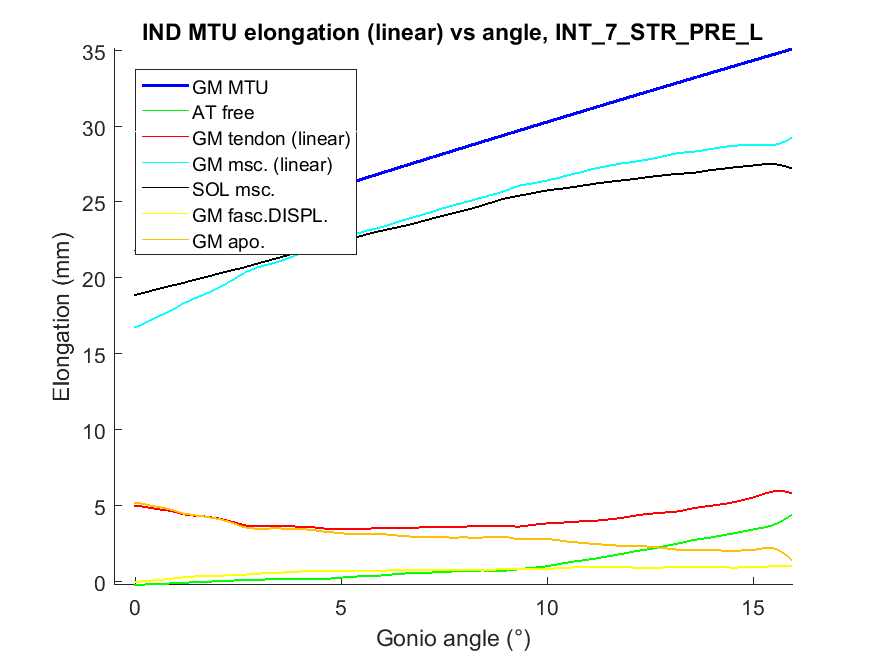 IND MTU elongation (linear) vs angle, INT_7_STR_PRE_L
35
30
25
20
15
10
5
0
Elongation (mm)
GM MTU
AT free
GM tendon (linear)
GM msc. (linear)
SOL msc.
GM fasc.DISPL.
GM apo.
0
5
10
15
Gonio angle (°)